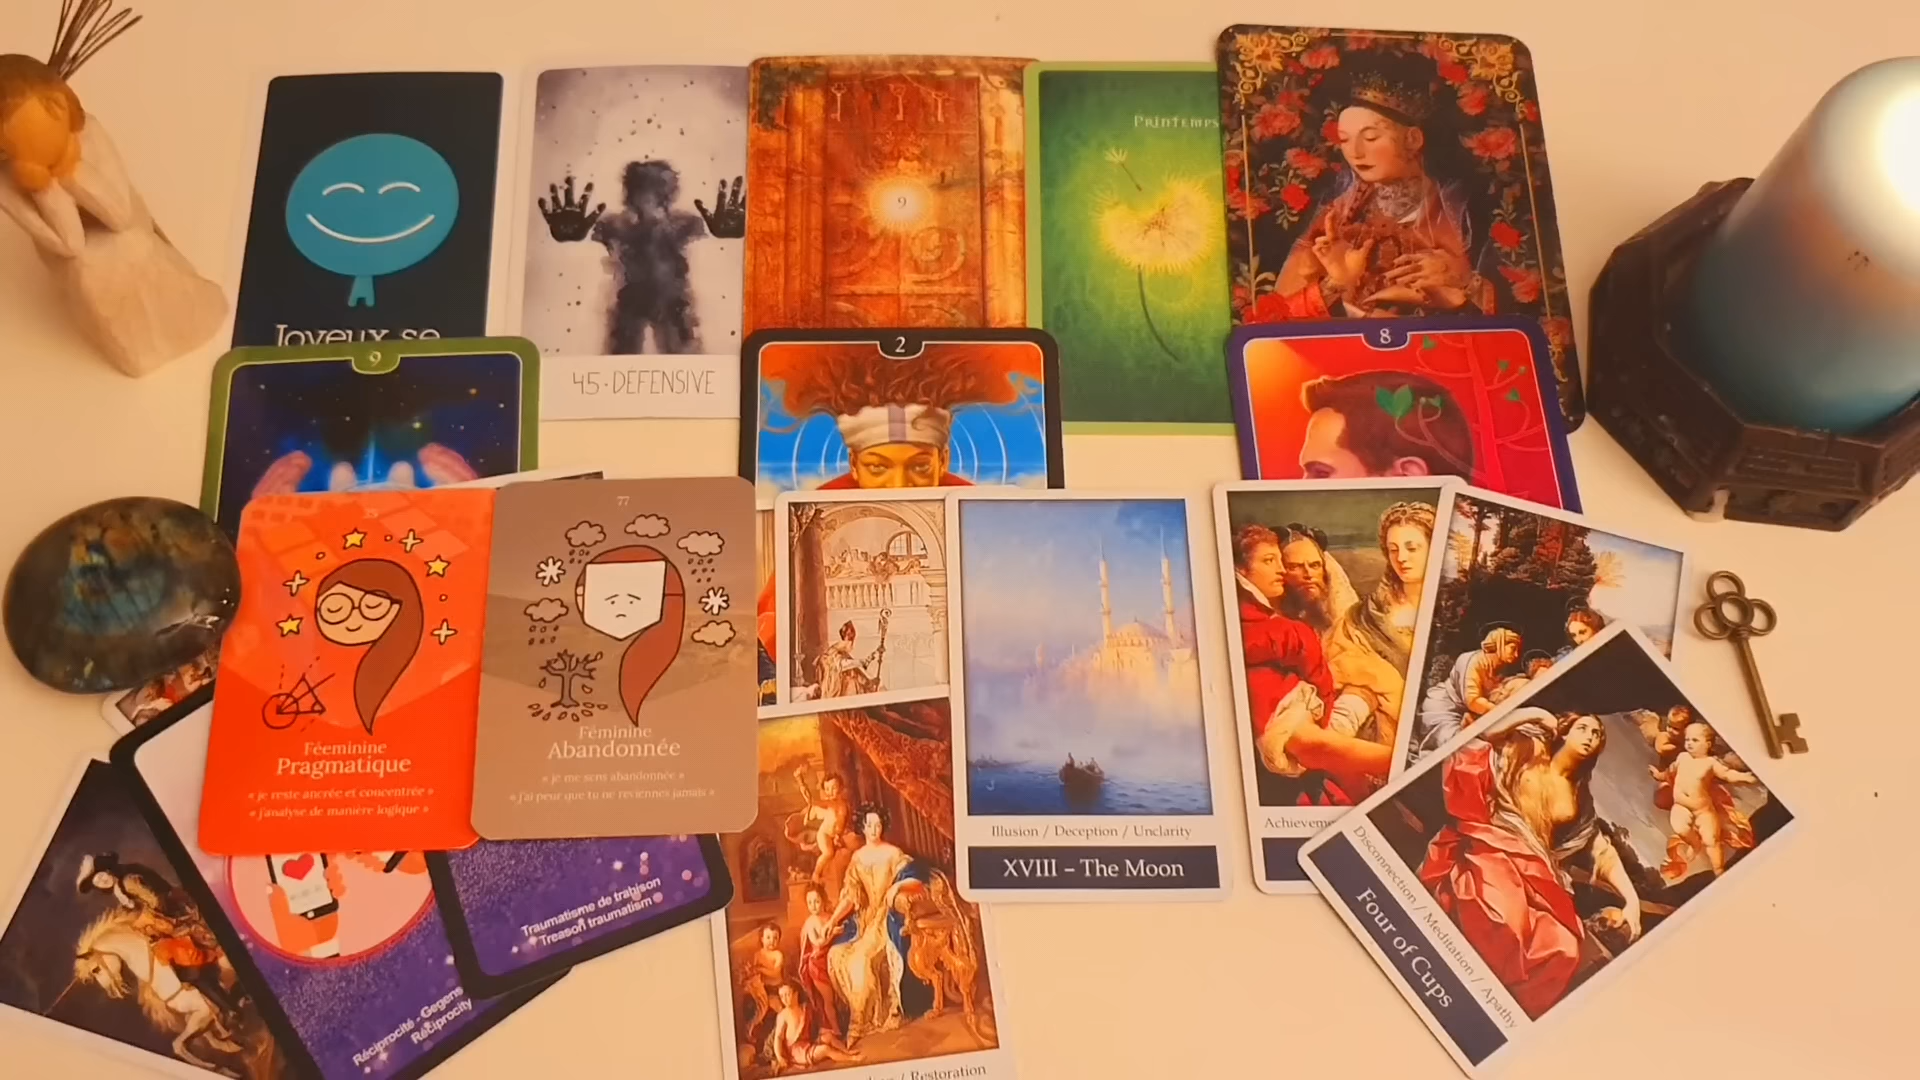 Joyeux se
45 · DÉFENSIVE
9
PRINTEMPS
9
2
8
77
Féeminine
Pragmatique
« je reste ancrée et concentrée »
« j'analyse de manière logique »
Féminine
Abandonnée
« je me sens abandonnée »
« j'ai peur que tu ne reviennes jamais »
Traumatisme de trahison
Treason traumatism
Réciprocité - Gegens
Réciprocity
/ Restoration
Illusion / Deception / Unclarity
XVIII – The Moon
Achieveme
Disconnection / Meditation / Apathy
Four of Cups